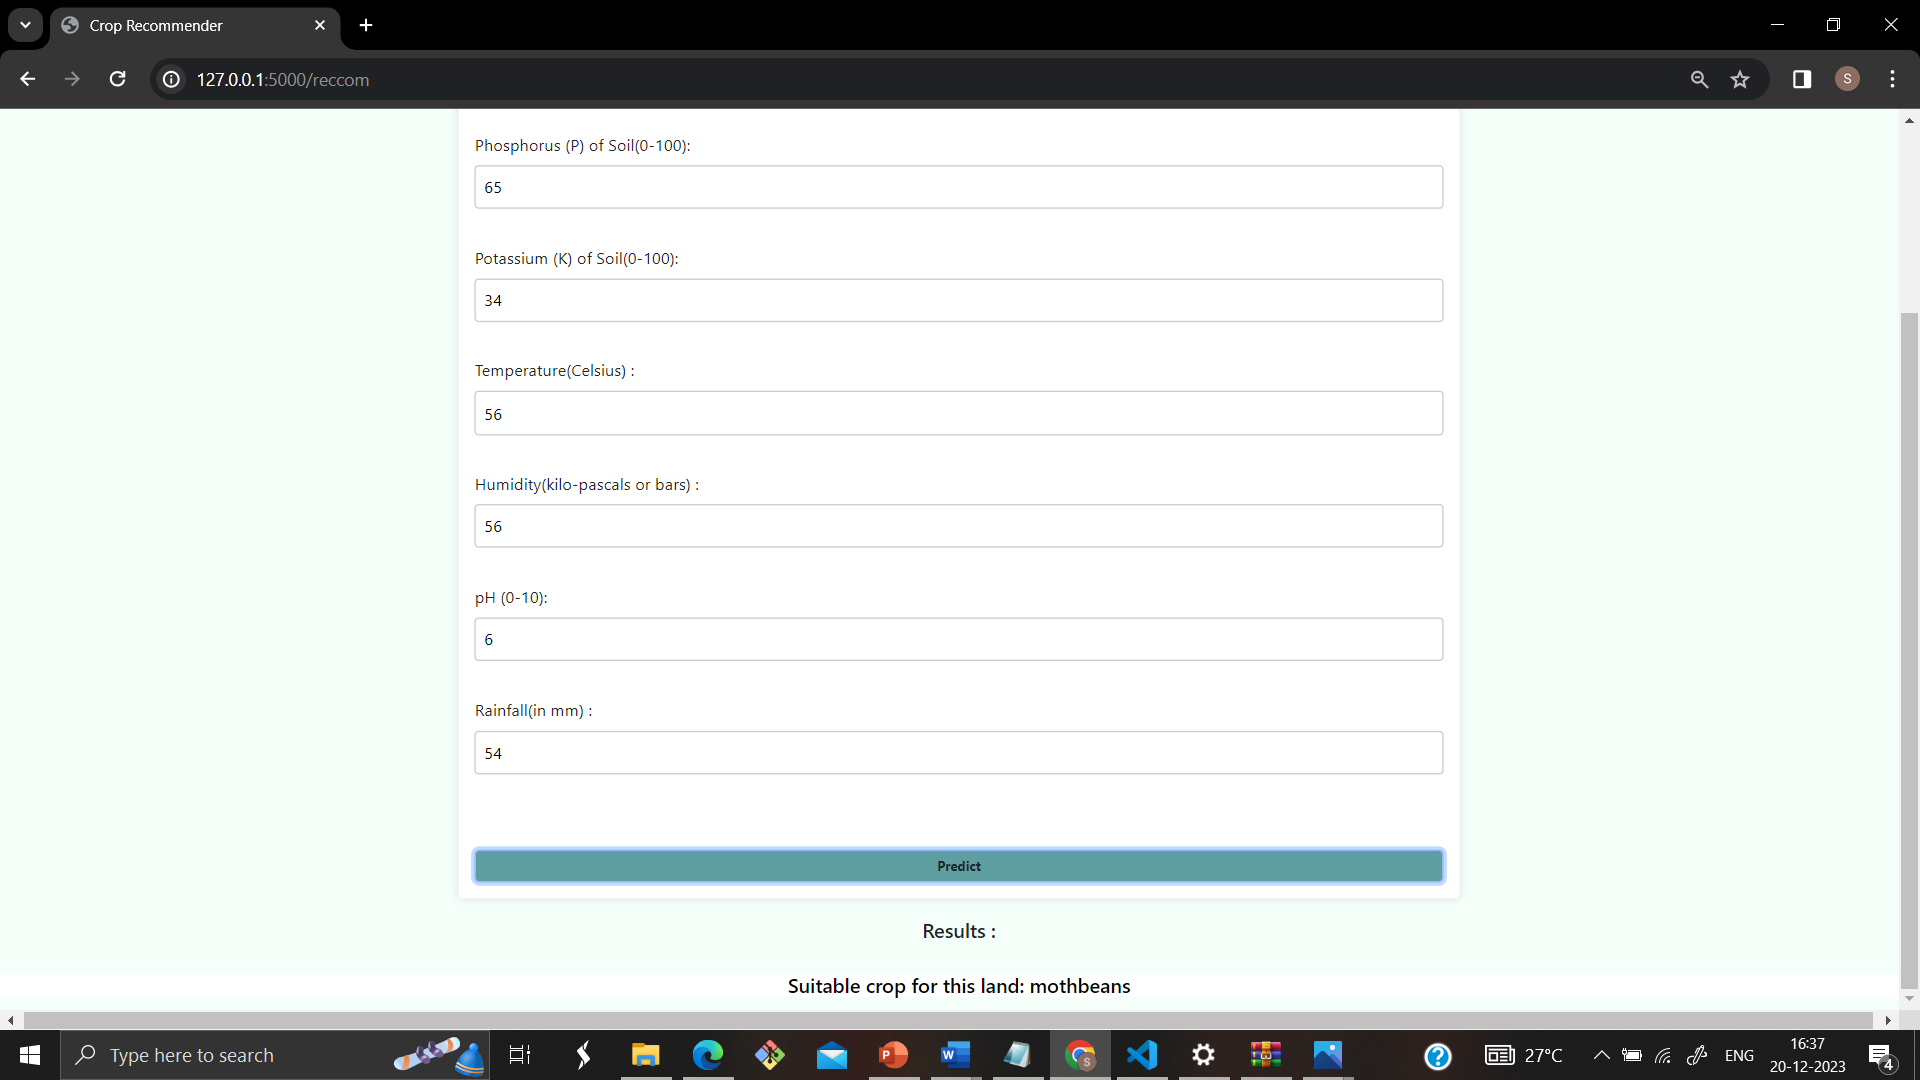 Crop Recommender
127.0.0.1:5000/reccom
S
Phosphorus (P) of Soil(0-100):
65
Potassium (K) of Soil(0-100):
34
Temperature(Celsius) :
56
Humidity(kilo-pascals or bars) :
56
pH (0-10):
6
Rainfall(in mm) :
54
Predict
Results :
Suitable crop for this land: mothbeans
Type here to search
27°C
ENG
16:37
20-12-2023
4